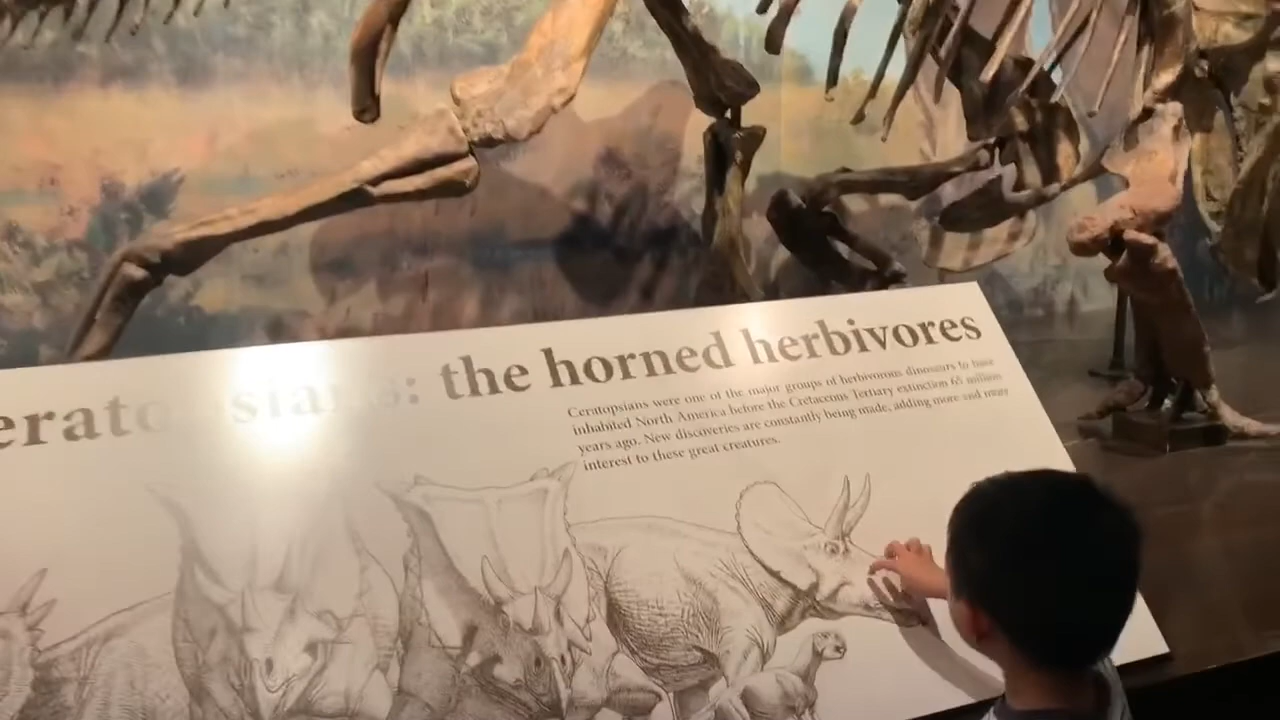 eratopsians: the horned herbivores
Ceratopsians were one of the major groups of herbivorous dinosaurs to have
inhabited North America before the Cretaceous Tertiary extinction 65 million
years ago. New discoveries are constantly being made, adding more and more
interest to these great creatures.